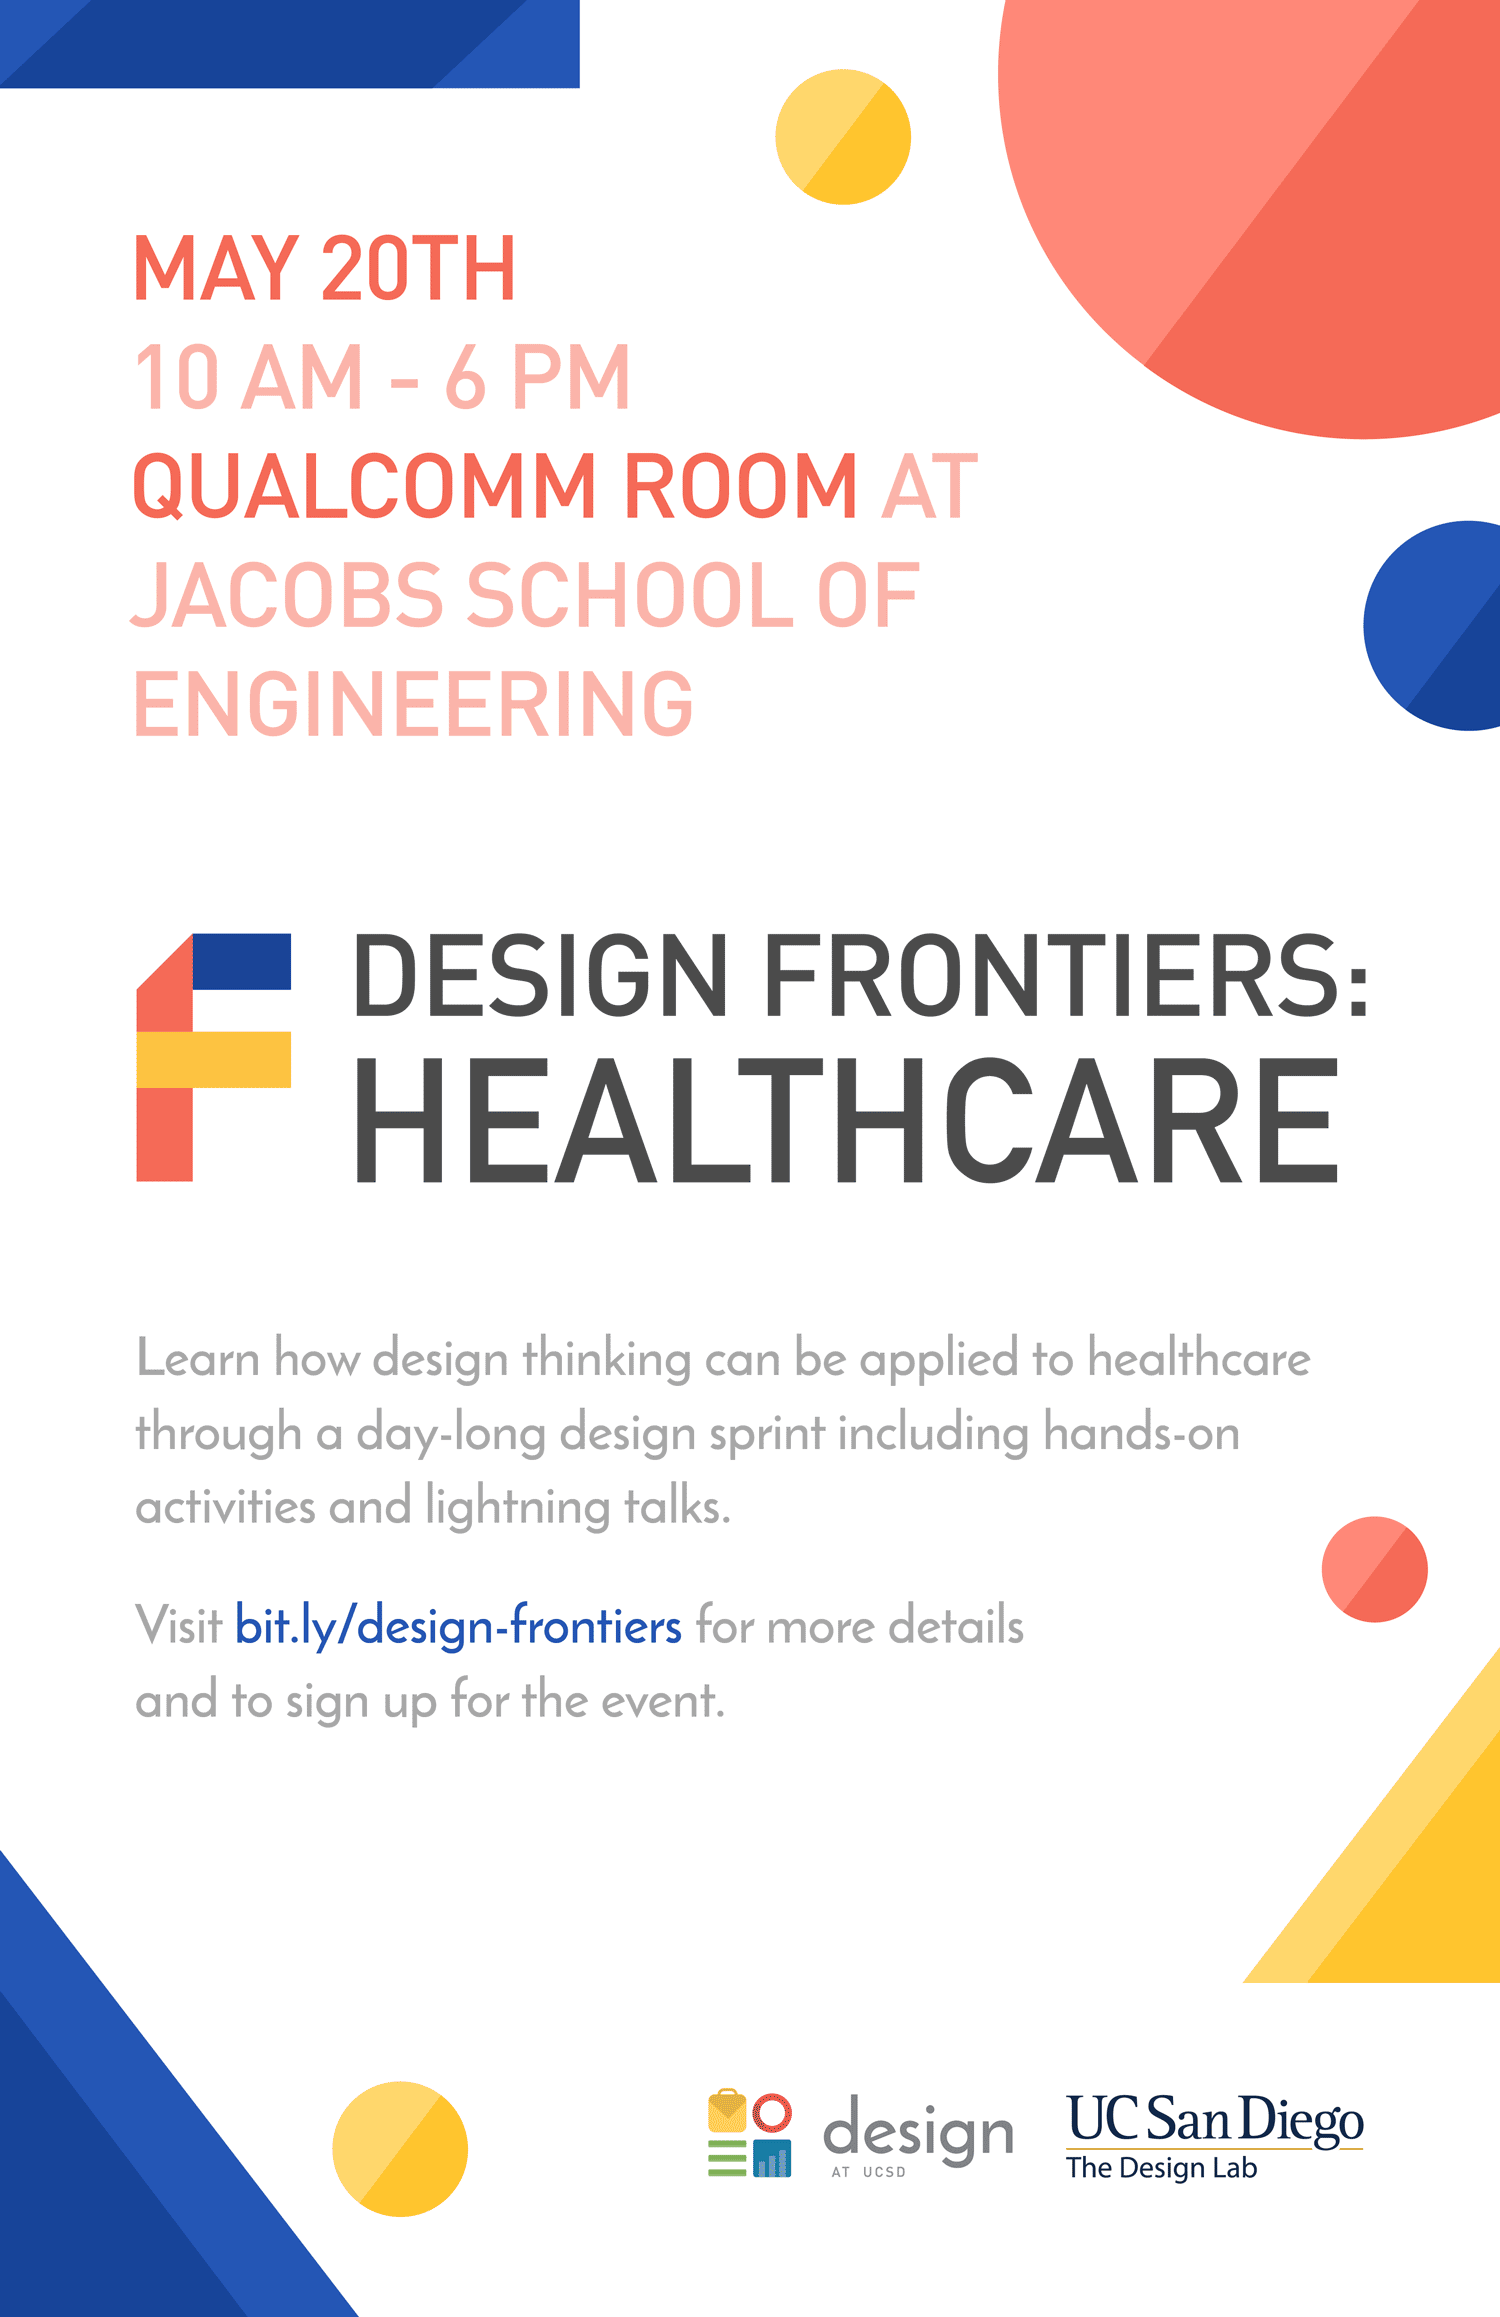 MAY 20TH
10 AM - 6 PM
QUALCOMM ROOM AT
JACOBS SCHOOL OF
ENGINEERING
DESIGN FRONTIERS:
HEALTHCARE
Learn how design thinking can be applied to healthcare
through a day-long design sprint including hands-on
activities and lightning talks.
Visit bit.ly/design-frontiers for more details
and to sign up for the event.
design
AT UCSD
UC San Diego
The Design Lab